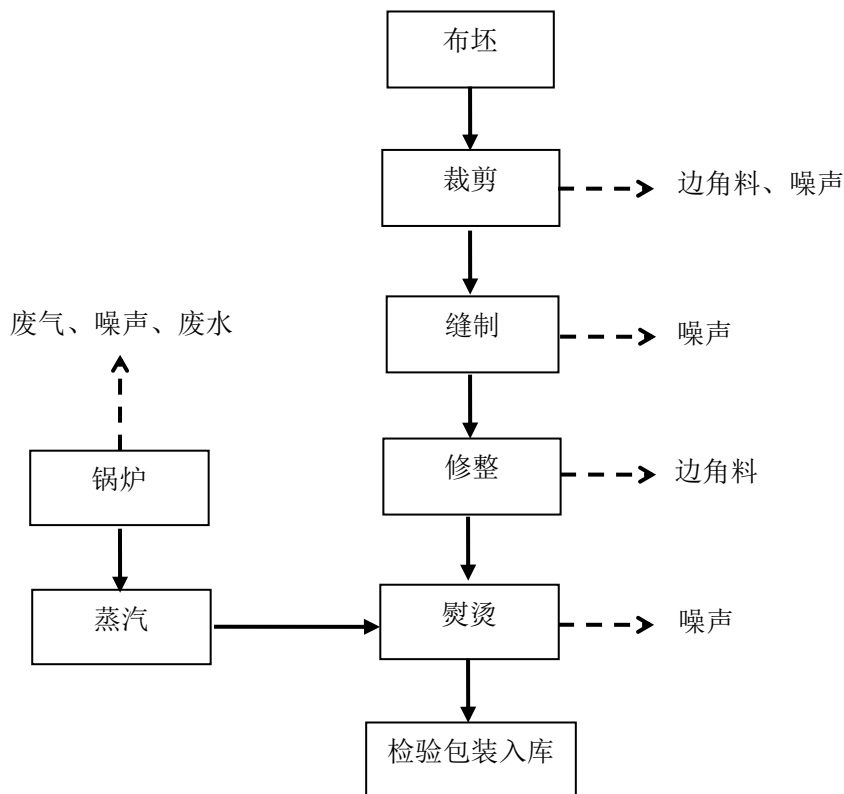 布坯
裁剪
边角料、噪声
缝制
噪声
废气、噪声、废水
修整
边角料
锅炉
熨烫
噪声
蒸汽
检验包装入库